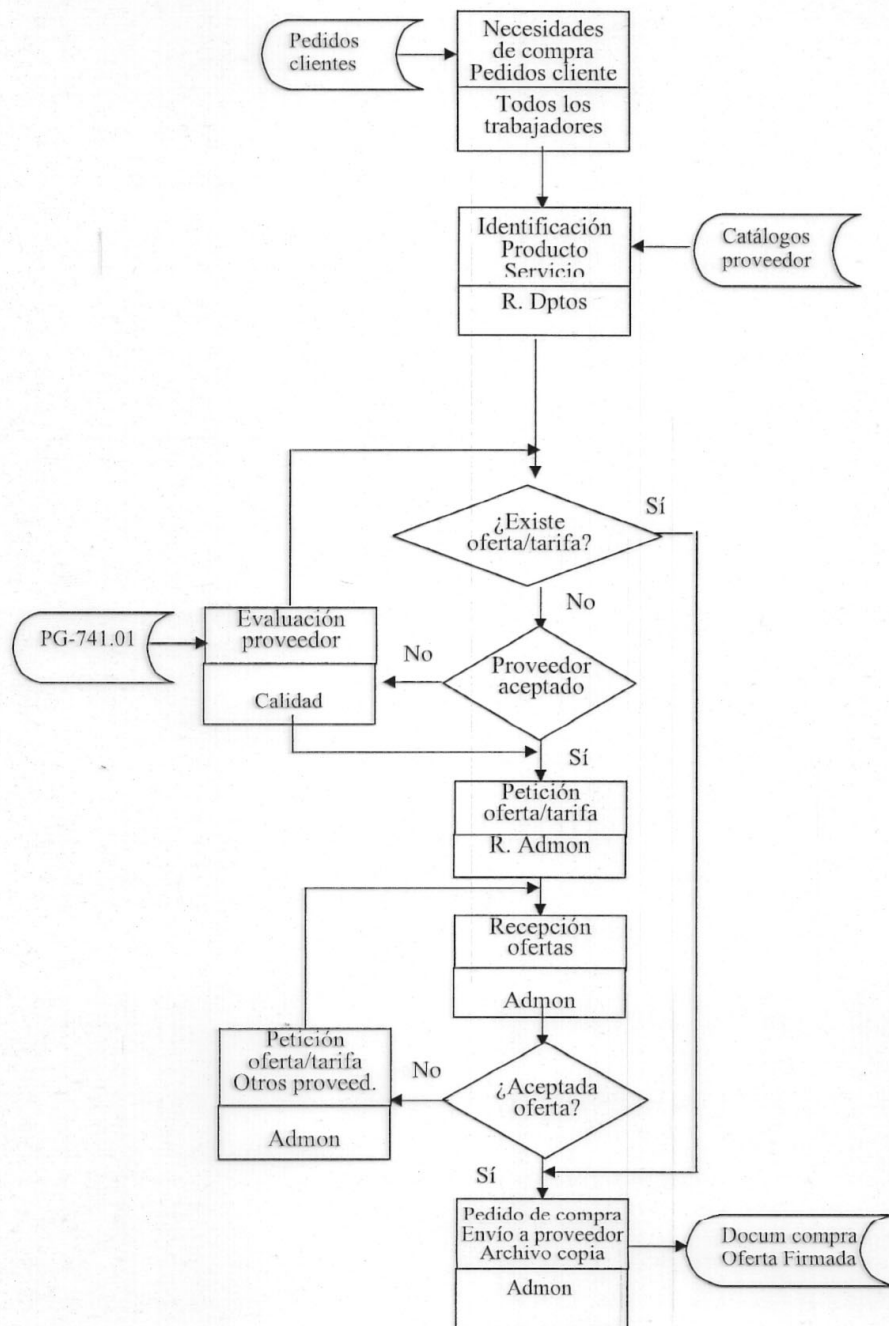 Pedidos
clientes
Necesidades
de compra
Pedidos cliente
Todos los
trabajadores
Identificación
Producto
Servicio
R. Dptos
Catálogos
proveedor
¿Existe
oferta/tarifa?
Sí
No
PG-741.01
Evaluación
proveedor
Calidad
No
Proveedor
aceptado
Sí
Petición
oferta/tarifa
R. Admon
Recepción
ofertas
Admon
Petición
oferta/tarifa
Otros proveed.
Admon
No
¿Aceptada
oferta?
Sí
Pedido de compra
Envío a proveedor
Archivo copia
Admon
Docum compra
Oferta Firmada